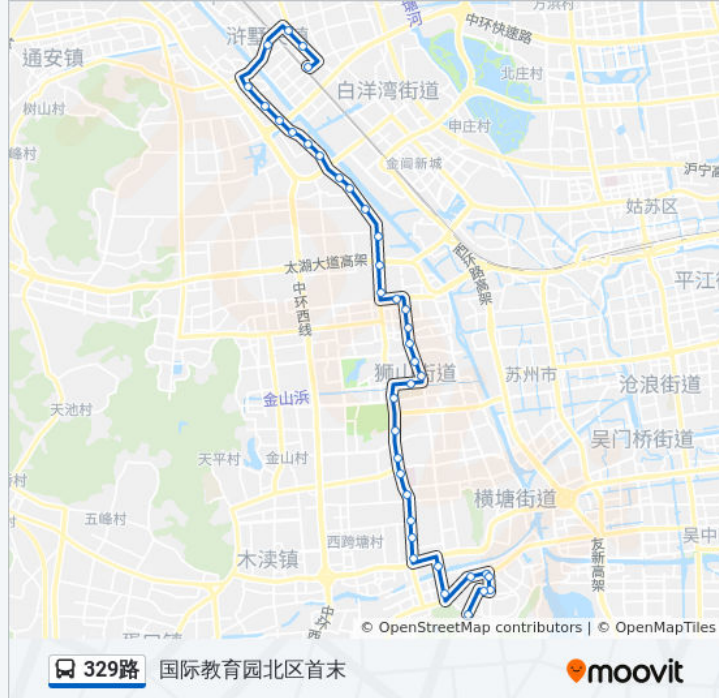 浒墅关镇
中环快速路
通安镇
北庄村
白洋湾街道
树山村
申庄村
峰村
金阊新城
沪宁高
姑苏区
西环路高架
太湖大道高架
平江街
中环西线
狮山街道
苏州市
金山浜
沧浪街道
天池村
吴门桥街道
天平村
金山村
横塘街道
五峰村
西跨塘村
友新高架
吴中
木渎镇
© OpenStreetMap contributors | © OpenMapTiles
329路 国际教育园北区首末
moovit